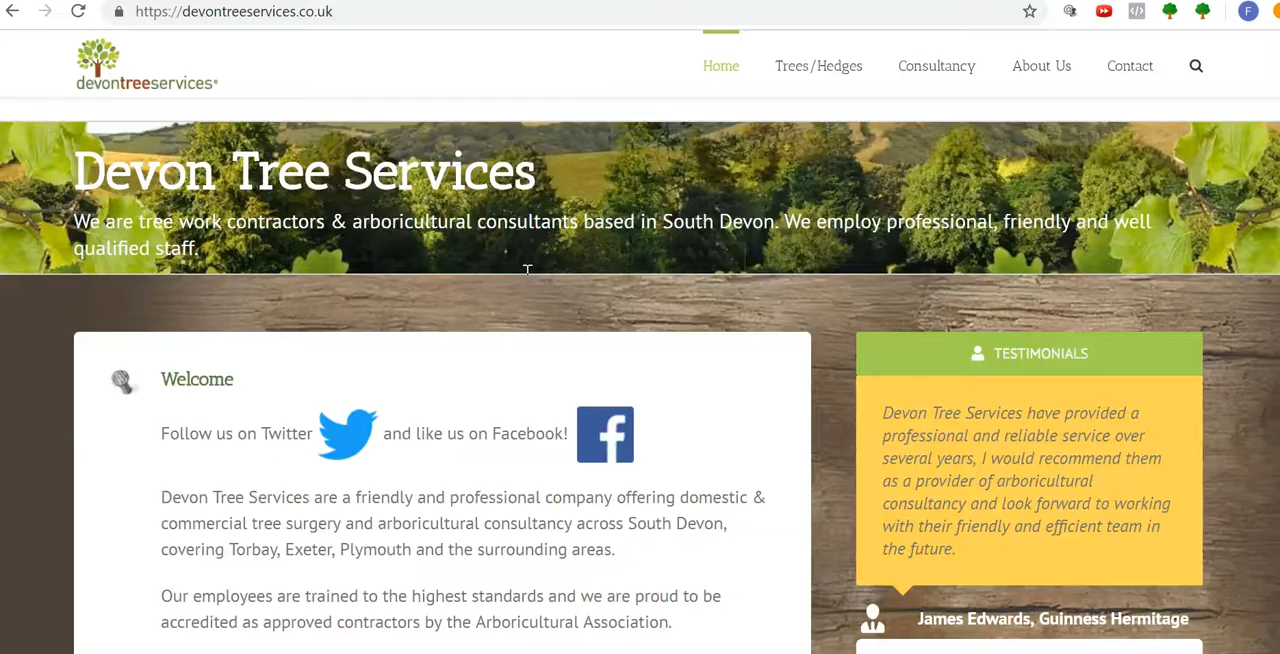 https://devontreeservices.co.uk
F
devontreeservices®
Home
Trees/Hedges
Consultancy
About Us
Contact
Devon Tree Services
We are tree work contractors & arboricultural consultants based in South Devon. We employ professional, friendly and well
qualified staff.
Welcome
Follow us on Twitter and like us on Facebook!
Devon Tree Services are a friendly and professional company offering domestic &
commercial tree surgery and arboricultural consultancy across South Devon,
covering Torbay, Exeter, Plymouth and the surrounding areas.
Our employees are trained to the highest standards and we are proud to be
accredited as approved contractors by the Arboricultural Association.
TESTIMONIALS
Devon Tree Services have provided a
professional and reliable service over
several years, I would recommend them
as a provider of arboricultural
consultancy and look forward to working
with their friendly and efficient team in
the future.
James Edwards, Guinness Hermitage